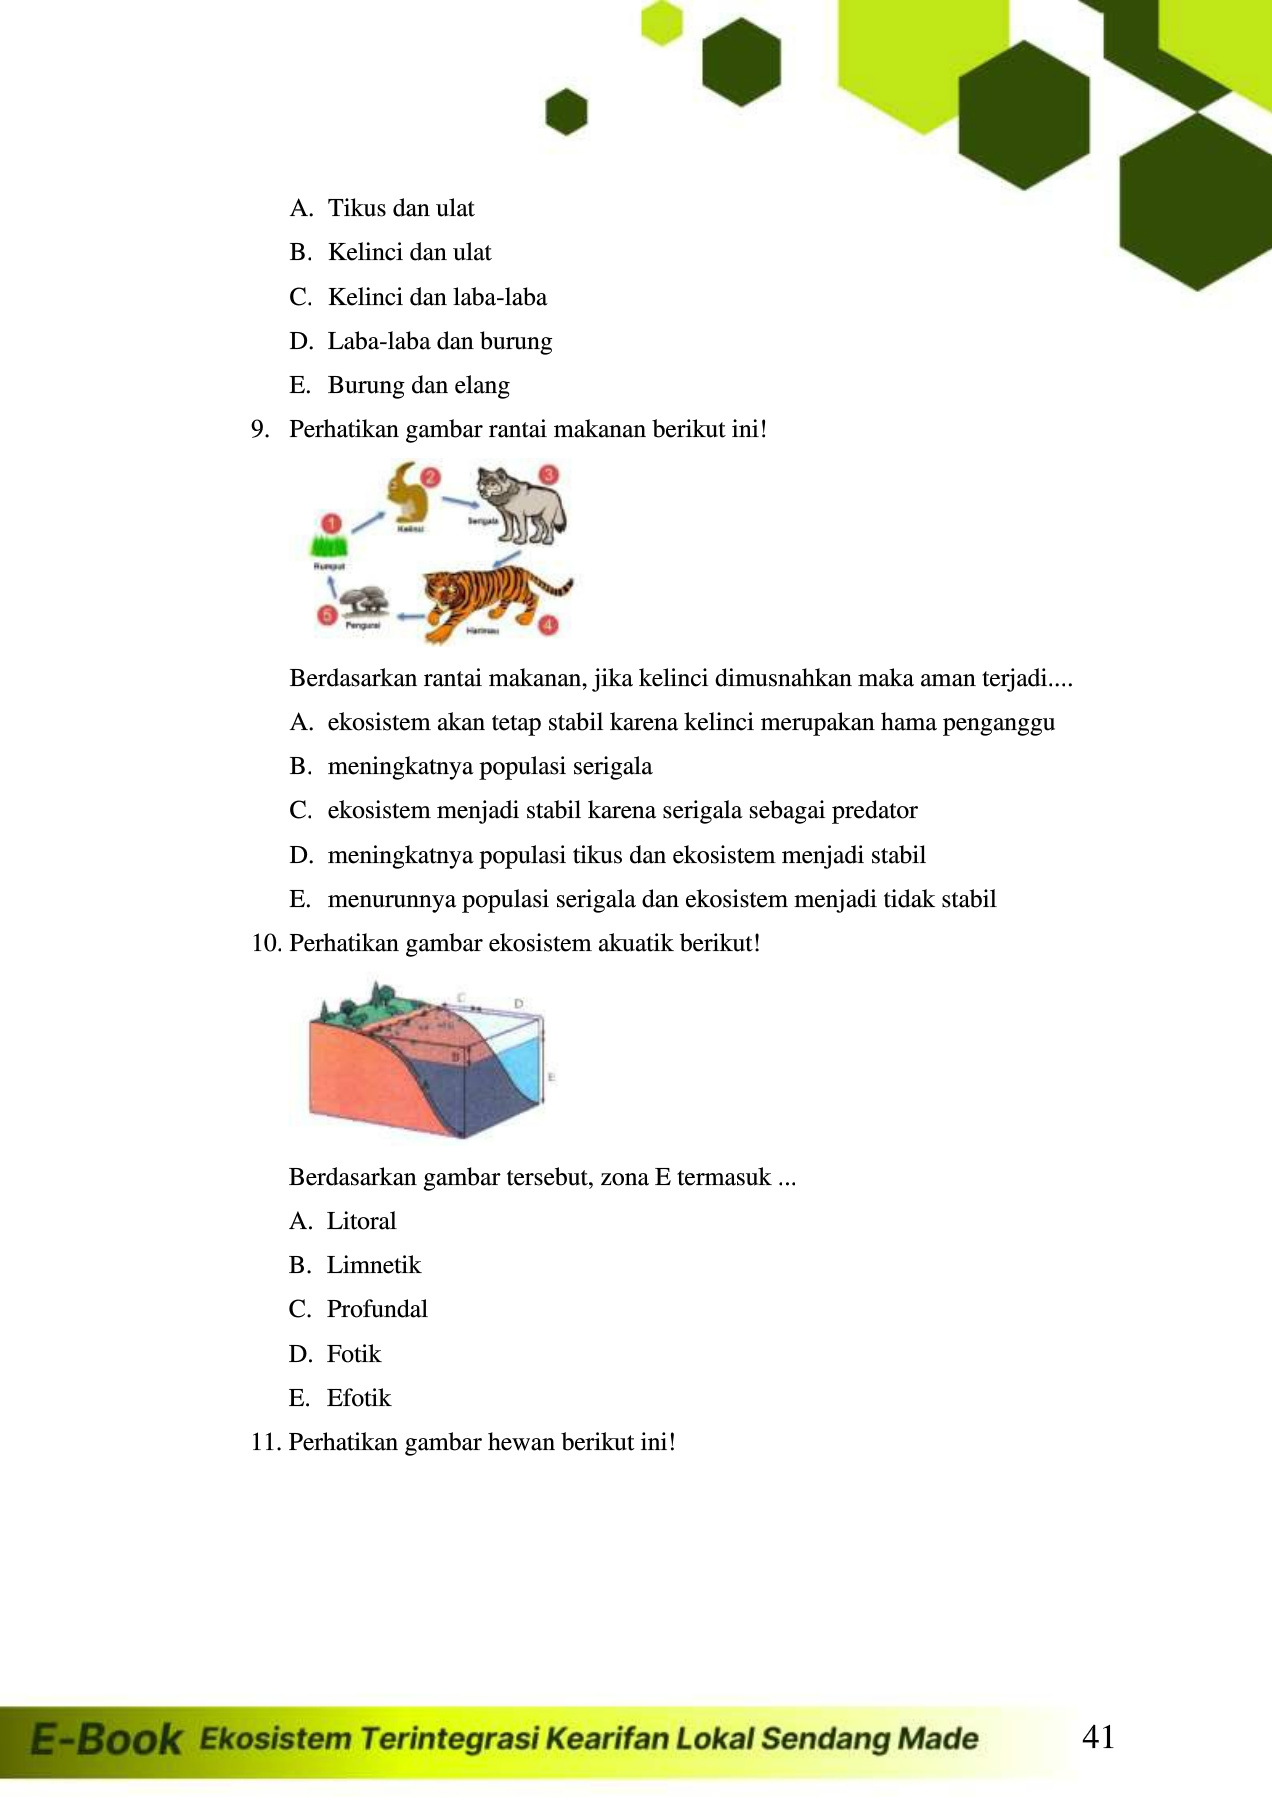 A. Tikus dan ulat
B. Kelinci dan ulat
C. Kelinci dan laba-laba
D. Laba-laba dan burung
E. Burung dan elang
9. Perhatikan gambar rantai makanan berikut ini!
2
3
Kelinci
Serigala
1
Rumput
5
Pengurai
Harimau
4
Berdasarkan rantai makanan, jika kelinci dimusnahkan maka aman terjadi....
A. ekosistem akan tetap stabil karena kelinci merupakan hama penganggu
B. meningkatnya populasi serigala
C. ekosistem menjadi stabil karena serigala sebagai predator
D. meningkatnya populasi tikus dan ekosistem menjadi stabil
E. menurunnya populasi serigala dan ekosistem menjadi tidak stabil
10. Perhatikan gambar ekosistem akuatik berikut!
C
D
B
A
E
Berdasarkan gambar tersebut, zona E termasuk ...
A. Litoral
B. Limnetik
C. Profundal
D. Fotik
E. Efotik
11. Perhatikan gambar hewan berikut ini!
E-Book Ekosistem Terintegrasi Kearifan Lokal Sendang Made 41